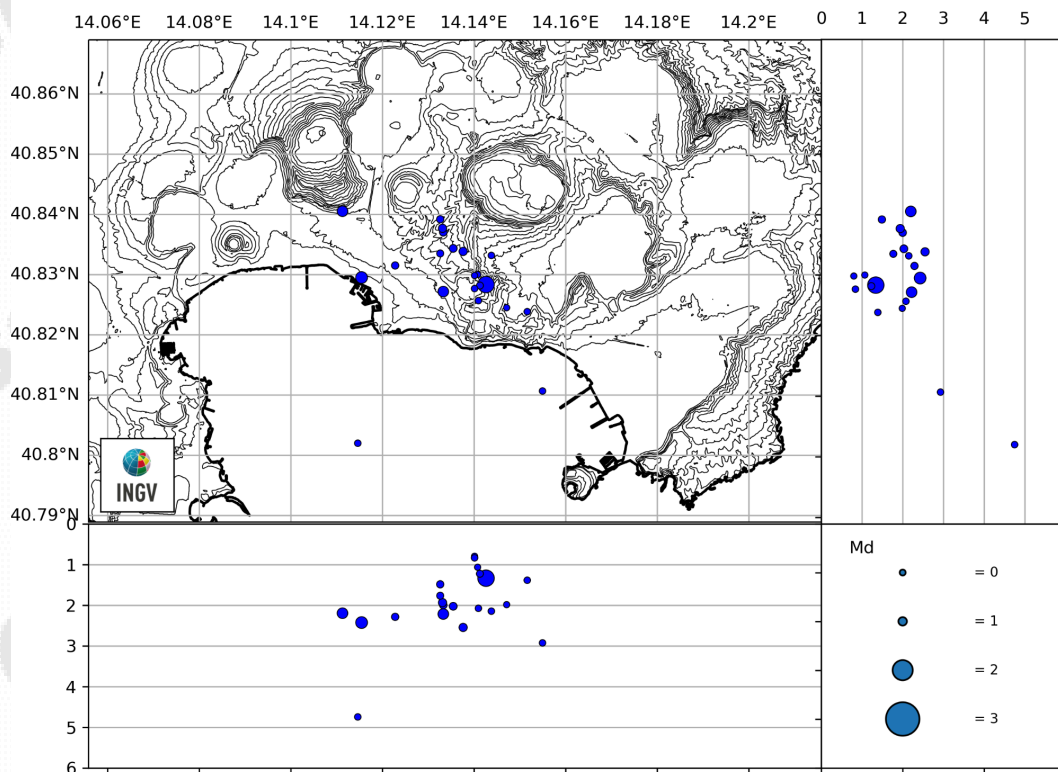 14.06°E 14.08°E 14.1°E 14.12°E 14.14°E 14.16°E 14.18°E 14.2°E 0 1 2 3 4 5
40.86°N
40.85°N
40.84°N
40.83°N
40.82°N
40.81°N
40.8°N
40.79°N
INGV
0
1
2
3
4
5
6
Md
= 0
= 1
= 2
= 3